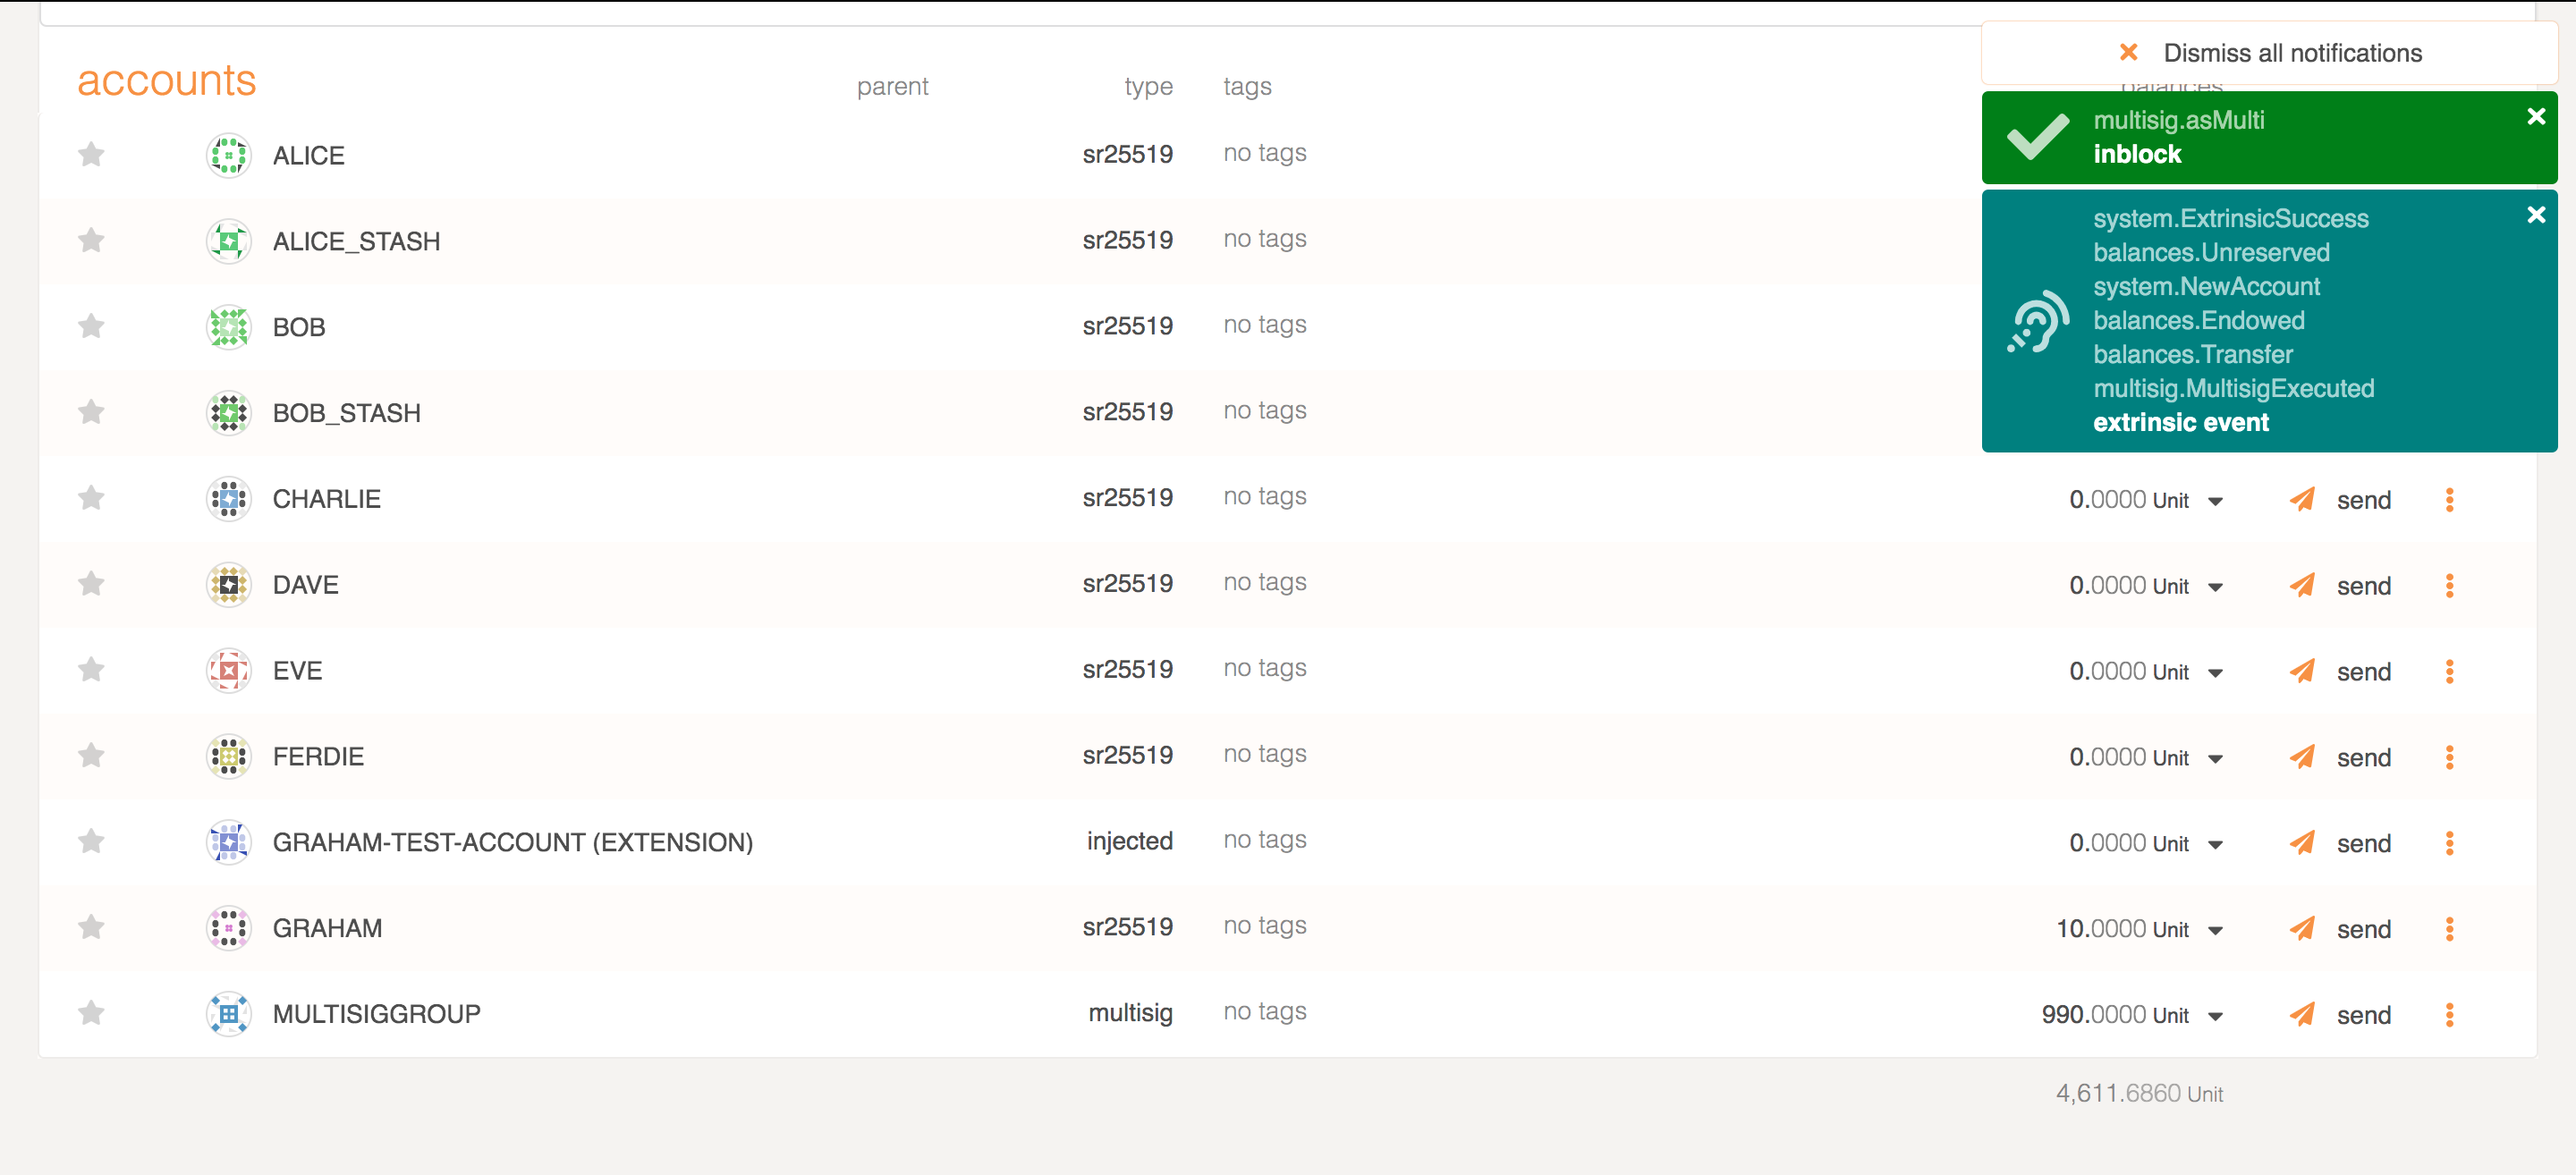 Dismiss all notifications
accounts parent type tags balances
multisig.asMulti
inblock
system.ExtrinsicSuccess
balances.Unreserved
system.NewAccount
balances.Endowed
balances.Transfer
multisig.MultisigExecuted
extrinsic event
ALICE sr25519 no tags
ALICE_STASH sr25519 no tags
BOB sr25519 no tags
BOB_STASH sr25519 no tags
CHARLIE sr25519 no tags 0.0000 Unit send
DAVE sr25519 no tags 0.0000 Unit send
EVE sr25519 no tags 0.0000 Unit send
FERDIE sr25519 no tags 0.0000 Unit send
GRAHAM-TEST-ACCOUNT (EXTENSION) injected no tags 0.0000 Unit send
GRAHAM sr25519 no tags 10.0000 Unit send
MULTISIGGROUP multisig no tags 990.0000 Unit send
4,611.6860 Unit